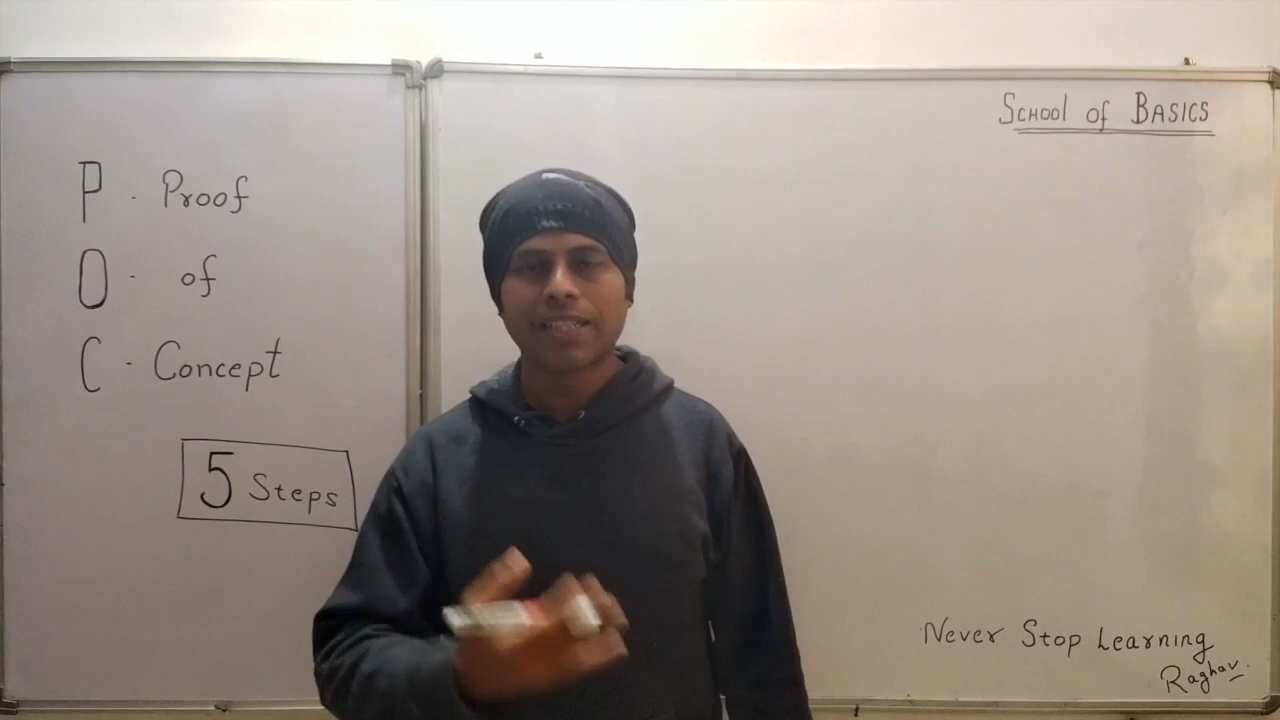 P - Proof
O - of
C - Concept
5 Steps
School of Basics
Never Stop Learning
Raghav